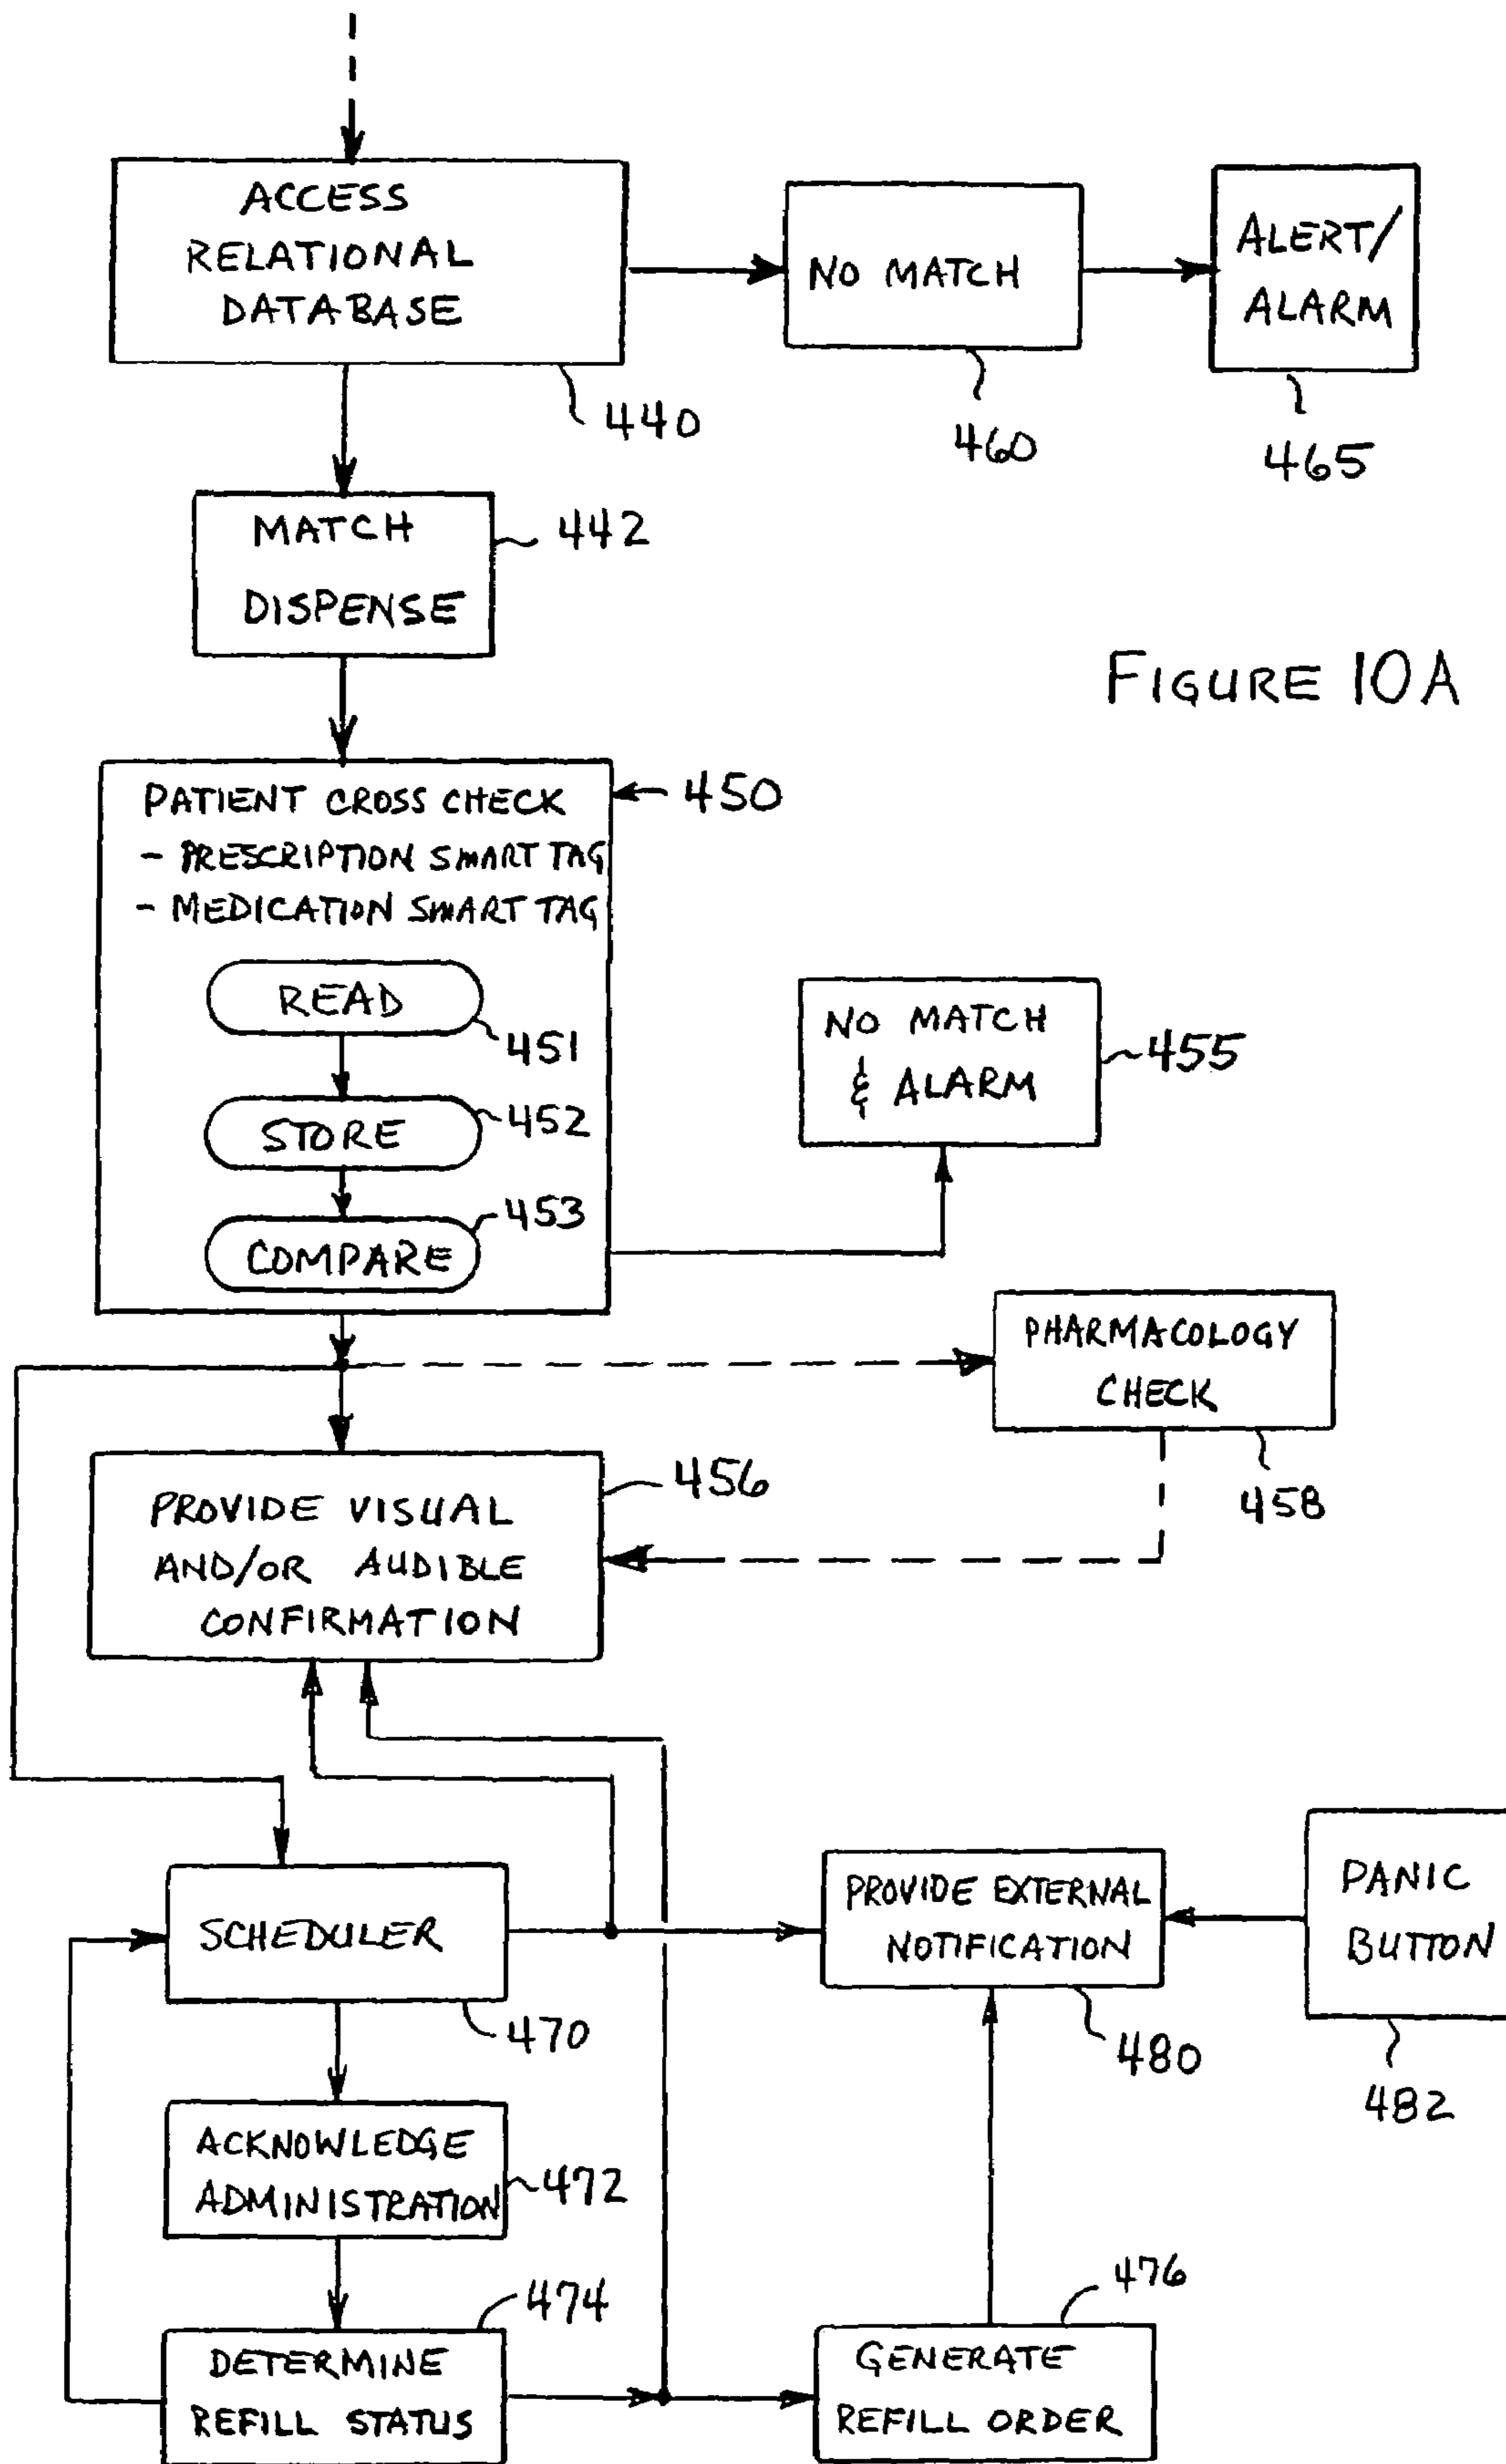 ACCESS
RELATIONAL
DATABASE
440
NO MATCH
460
ALERT/
ALARM
465
MATCH
DISPENSE
442
FIGURE 10A
PATIENT CROSS CHECK
- PRESCRIPTION SMART TAG
- MEDICATION SMART TAG
450
READ
451
STORE
452
COMPARE
453
NO MATCH
& ALARM
455
PHARMACOLOGY
CHECK
458
PROVIDE VISUAL
AND/OR AUDIBLE
CONFIRMATION
456
SCHEDULER
470
PROVIDE EXTERNAL
NOTIFICATION
480
PANIC
BUTTON
482
ACKNOWLEDGE
ADMINISTRATION
472
DETERMINE
REFILL STATUS
474
GENERATE
REFILL ORDER
476